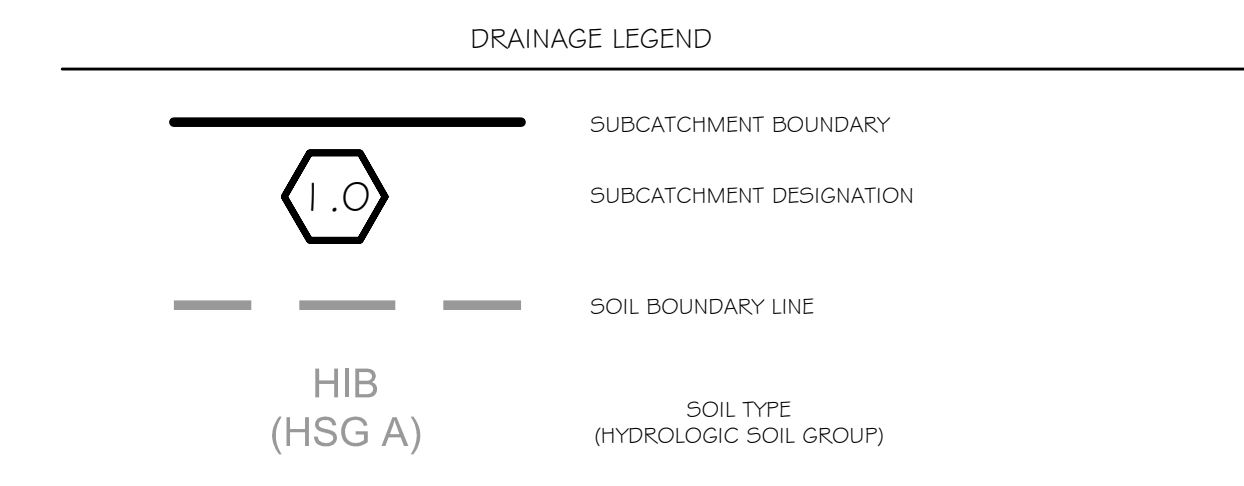 DRAINAGE LEGEND
SUBCATCHMENT BOUNDARY
1.0
SUBCATCHMENT DESIGNATION
SOIL BOUNDARY LINE
HIB
(HSG A)
SOIL TYPE
(HYDROLOGIC SOIL GROUP)